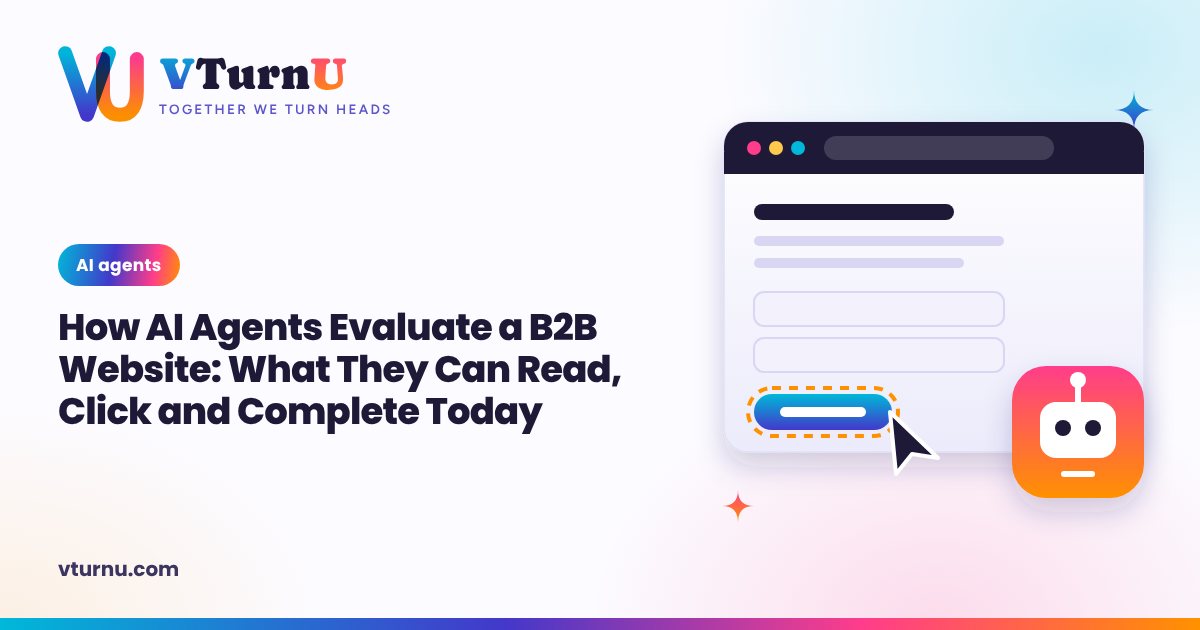 VTurnU
TOGETHER WE TURN HEADS
AI agents
How AI Agents Evaluate a B2B
Website: What They Can Read,
Click and Complete Today
vturnu.com